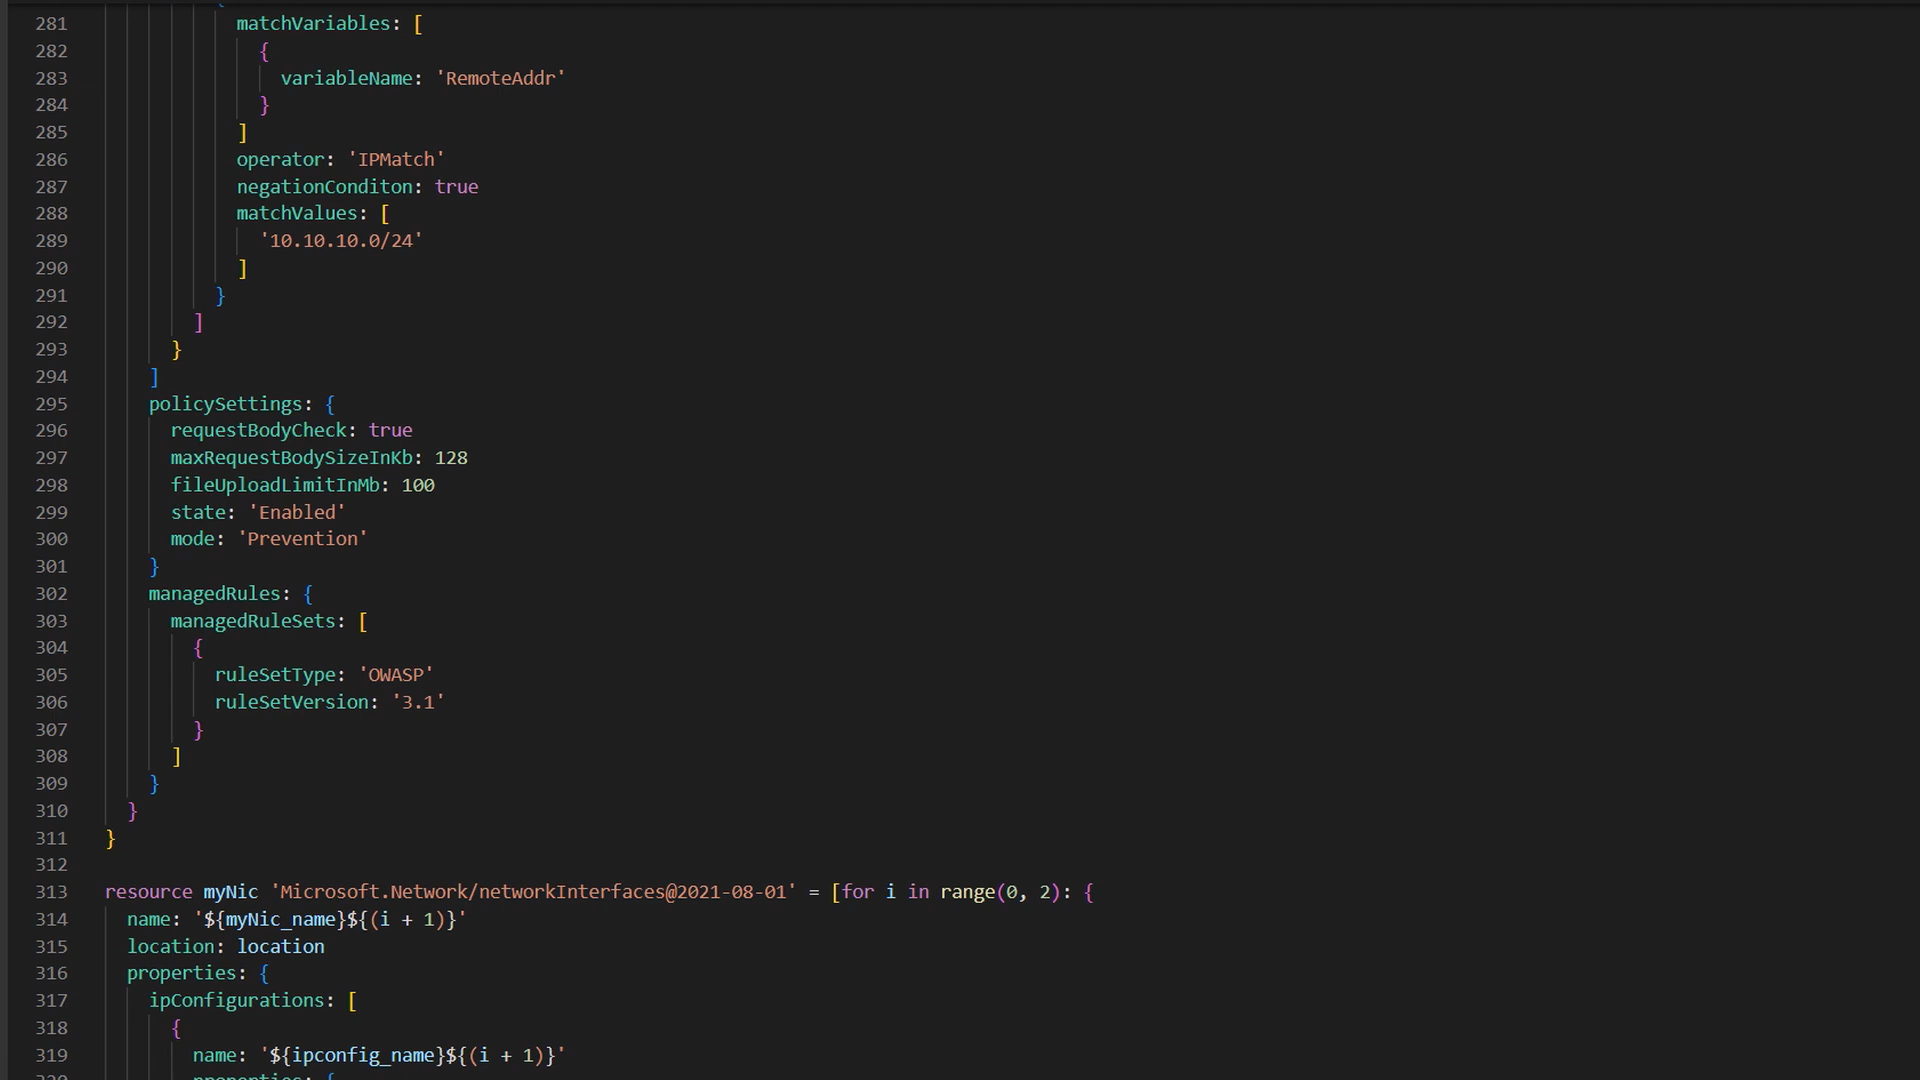 281 matchVariables: [
282 {
283 variableName: 'RemoteAddr'
284 }
285 ]
286 operator: 'IPMatch'
287 negationConditon: true
288 matchValues: [
289 '10.10.10.0/24'
290 ]
291 }
292 ]
293 }
294 ]
295 policySettings: {
296 requestBodyCheck: true
297 maxRequestBodySizeInKb: 128
298 fileUploadLimitInMb: 100
299 state: 'Enabled'
300 mode: 'Prevention'
301 }
302 managedRules: {
303 managedRuleSets: [
304 {
305 ruleSetType: 'OWASP'
306 ruleSetVersion: '3.1'
307 }
308 ]
309 }
310 }
311 }
312
313 resource myNic 'Microsoft.Network/networkInterfaces@2021-08-01' = [for i in range(0, 2): {
314 name: '${myNic_name}${(i + 1)}'
315 location: location
316 properties: {
317 ipConfigurations: [
318 {
319 name: '${ipconfig_name}${(i + 1)}'
320 properties: {